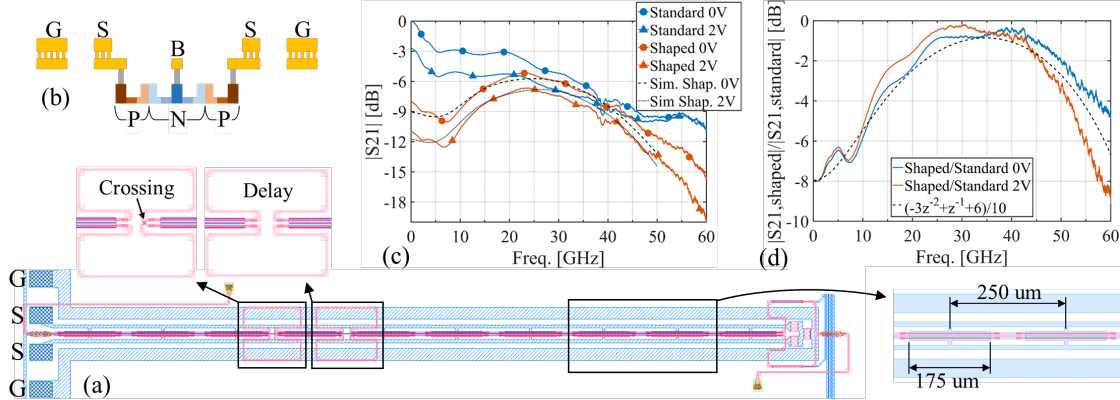 G S B S G
(b)
P N P
Crossing
Delay
G
S
S
G
(a)
0
-3
-6
-9
-12
-15
-18
|S21| [dB]
0 10 20 30 40 50 60
Freq. [GHz]
(c)
Standard 0V
Standard 2V
Shaped 0V
Shaped 2V
Sim. Shap. 0V
Sim Shap. 2V
0
-2
-4
-6
-8
-10
|S21,shaped|/|S21,standard| [dB]
0 10 20 30 40 50 60
Freq. [GHz]
(d)
Shaped/Standard 0V
Shaped/Standard 2V
(-3z⁻²+z⁻¹+6)/10
250 um
175 um